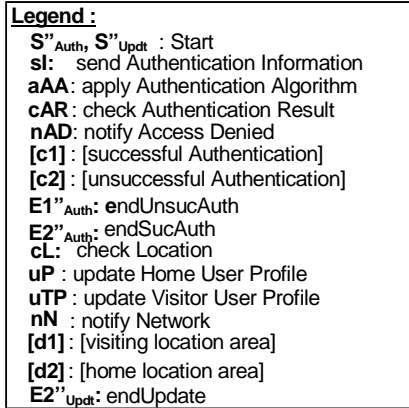 Legend :
S”Auth, S”Updt : Start
sI: send Authentication Information
aAA : apply Authentication Algorithm
cAR : check Authentication Result
nAD : notify Access Denied
[c1] : [successful Authentication]
[c2] : [unsuccessful Authentication]
E1”Auth: endUnsucAuth
E2”Auth: endSucAuth
cL: check Location
uP : update Home User Profile
uTP : update Visitor User Profile
nN : notify Network
[d1] : [visiting location area]
[d2] : [home location area]
E2’’Updt: endUpdate